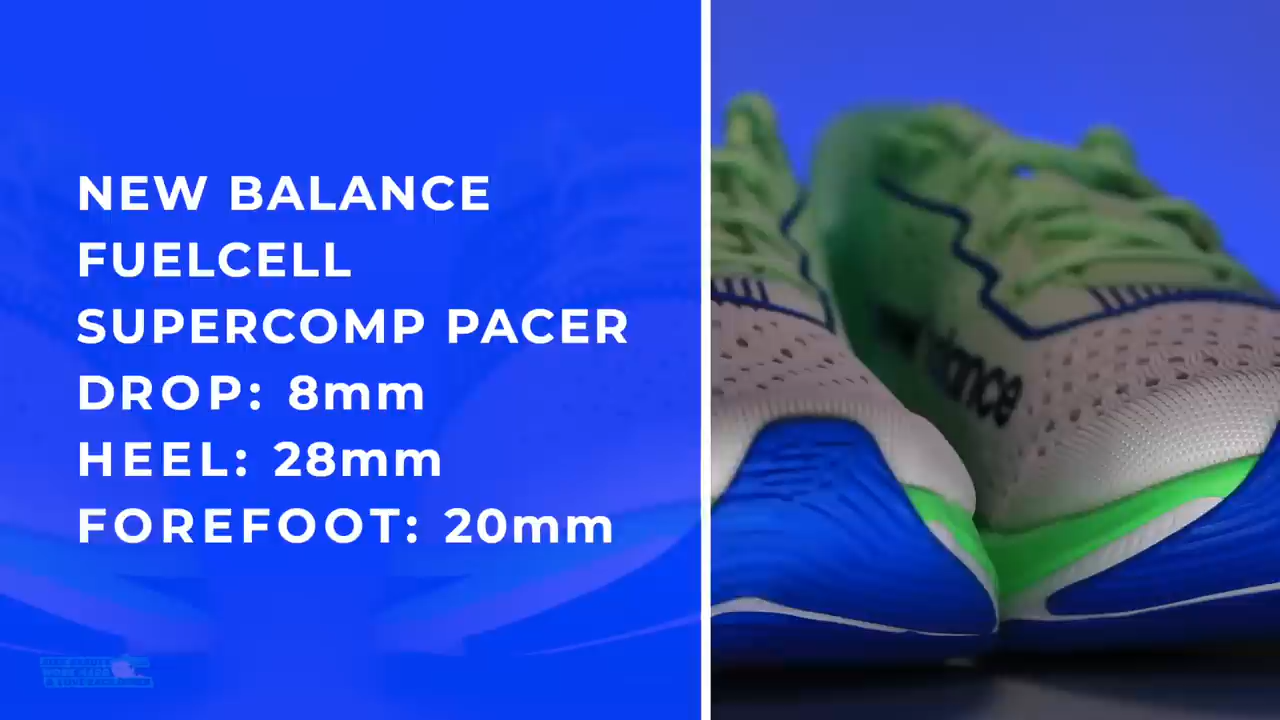 NEW BALANCE
FUELCELL
SUPERCOMP PACER
DROP: 8mm
HEEL: 28mm
FOREFOOT: 20mm